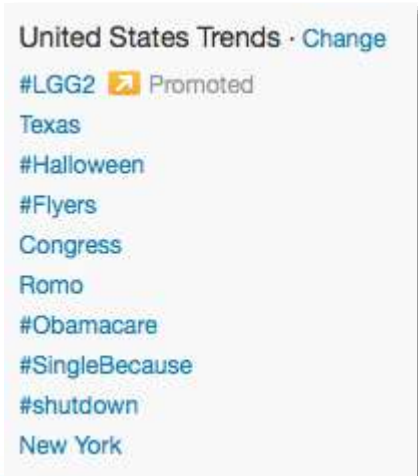 United States Trends · Change
#LGG2 Promoted
Texas
#Halloween
#Flyers
Congress
Romo
#Obamacare
#SingleBecause
#shutdown
New York